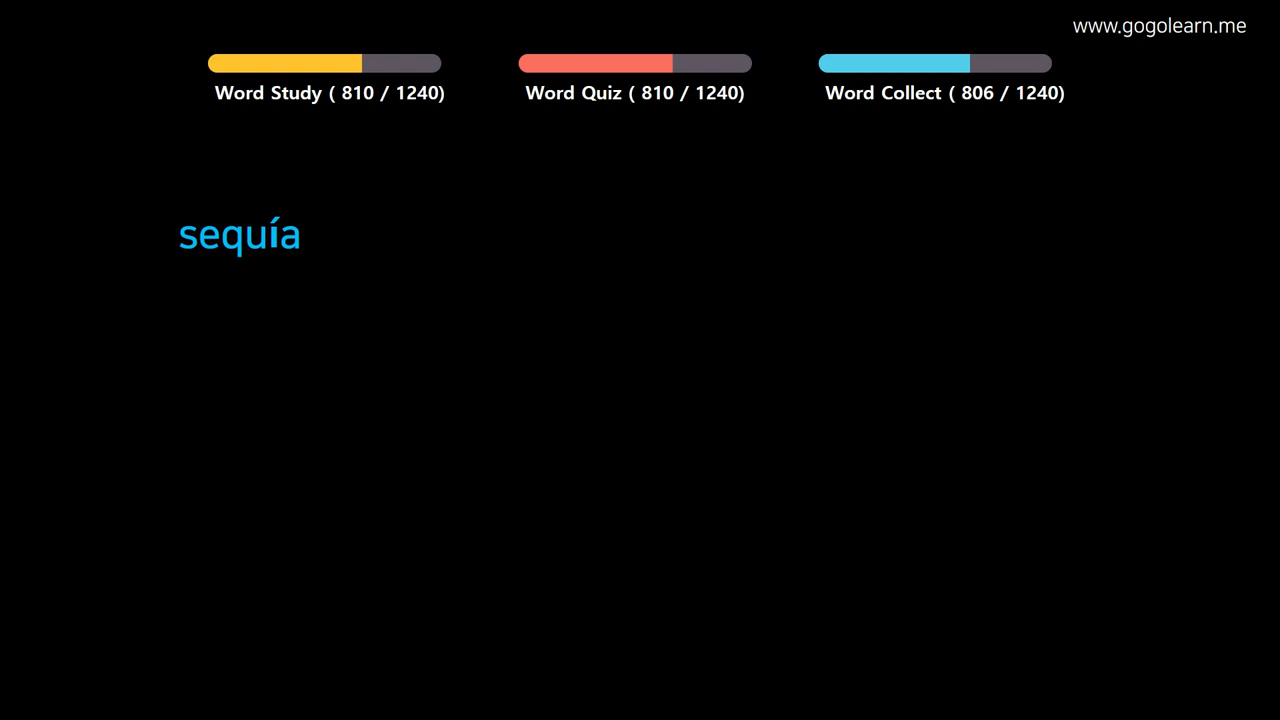 www.gogolearn.me
Word Study ( 810 / 1240)
Word Quiz ( 810 / 1240)
Word Collect ( 806 / 1240)
sequía